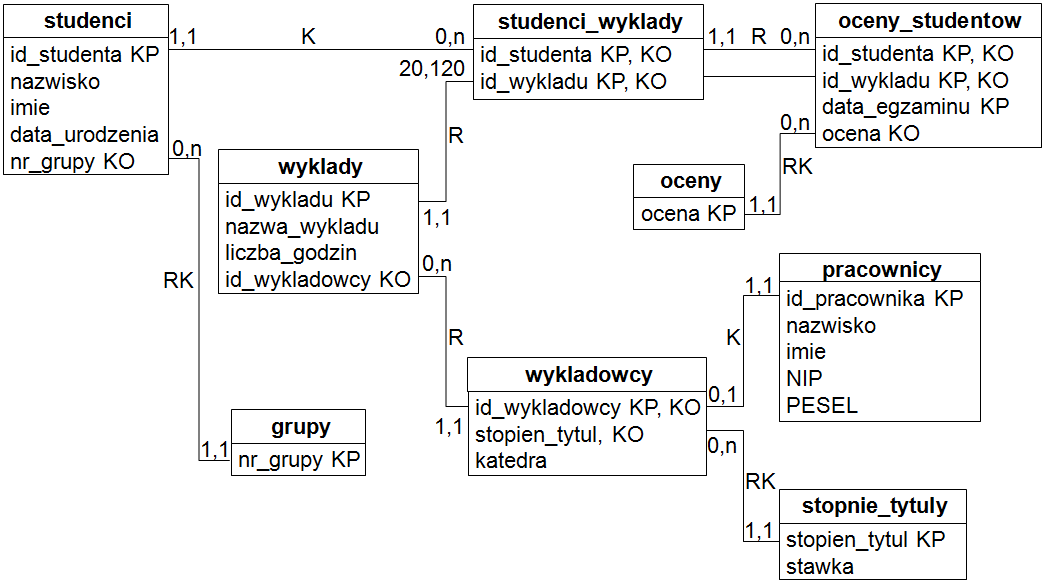 studenci
id_studenta KP
nazwisko
imie
data_urodzenia
nr_grupy KO
1,1
K
0,n
studenci_wyklady
id_studenta KP, KO
id_wykladu KP, KO
1,1
R
0,n
oceny_studentow
id_studenta KP, KO
id_wykladu KP, KO
data_egzaminu KP
ocena KO
20,120
R
1,1
0,n
RK
1,1
wyklady
id_wykladu KP
nazwa_wykladu
liczba_godzin
id_wykladowcy KO
0,n
R
1,1
oceny
ocena KP
1,1
RK
0,n
pracownicy
id_pracownika KP
nazwisko
imie
NIP
PESEL
1,1
K
0,1
wykladowcy
id_wykladowcy KP, KO
stopien_tytul, KO
katedra
0,n
RK
1,1
grupy
nr_grupy KP
stopnie_tytuly
stopien_tytul KP
stawka